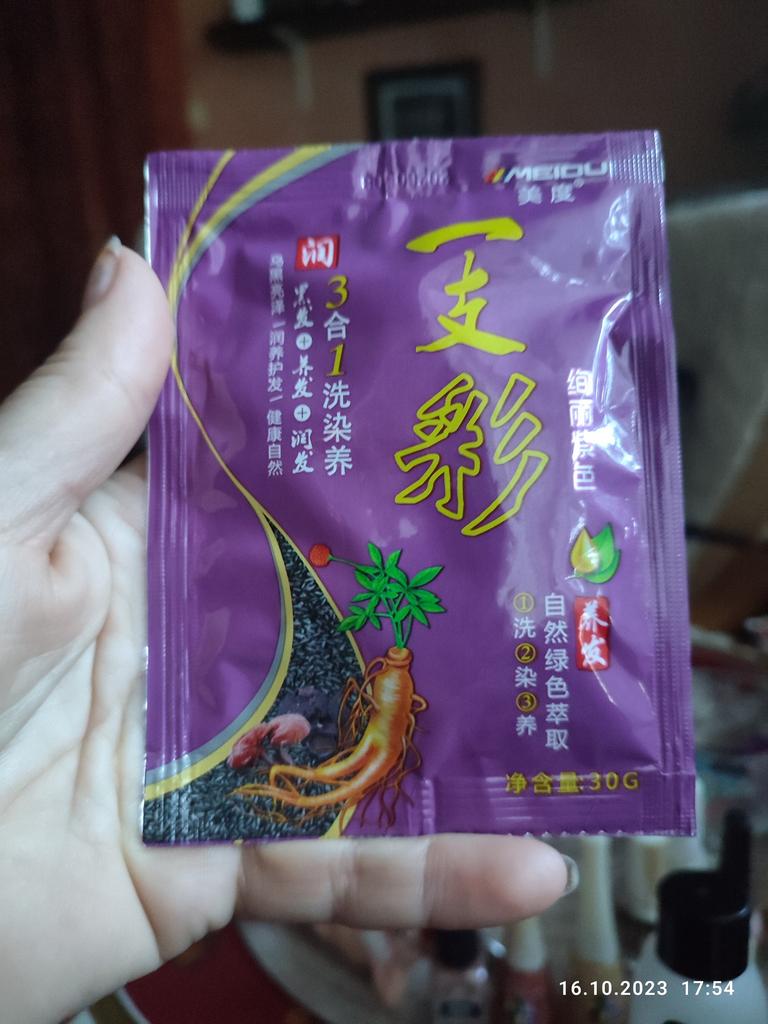 MEIDU
美度®
一支彩
润
3合1洗染养
黑发+养发+润发
乌黑亮泽/润养护发/健康自然
绚丽紫色
养发
自然绿色萃取
①洗②染③养
净含量:30G
16.10.2023 17:54